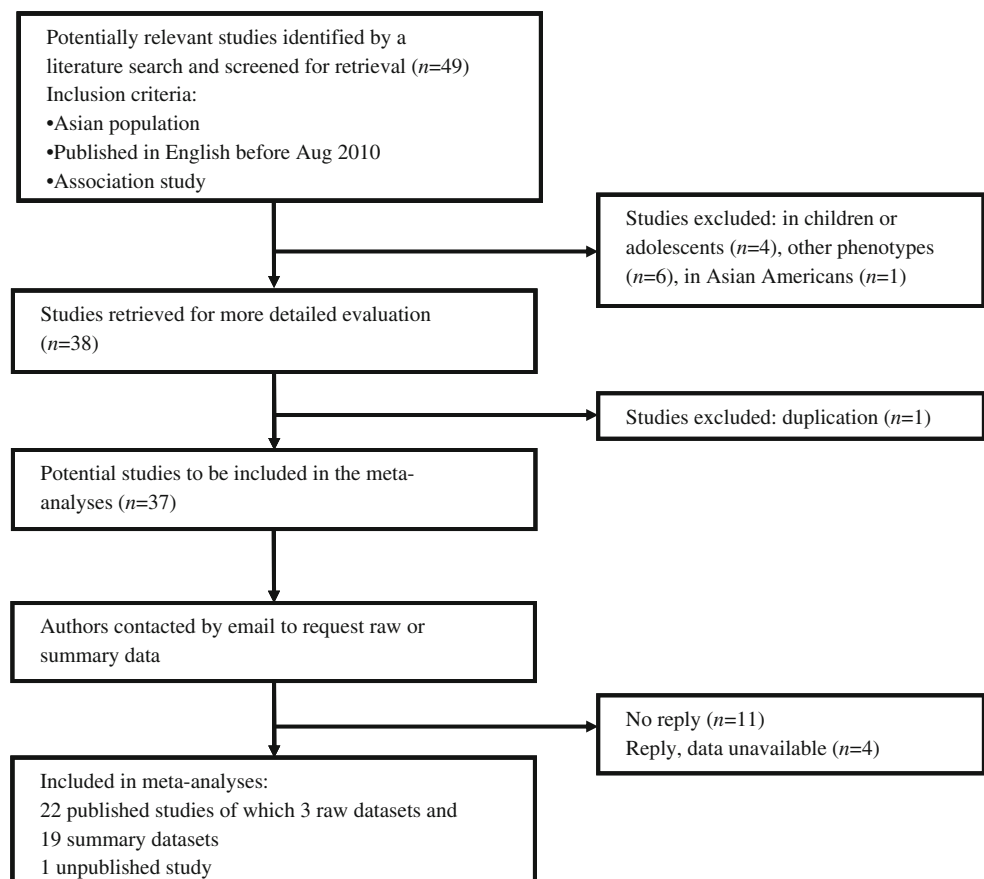 Potentially relevant studies identified by a
literature search and screened for retrieval (n=49)
Inclusion criteria:
•Asian population
•Published in English before Aug 2010
•Association study
Studies excluded: in children or
adolescents (n=4), other phenotypes
(n=6), in Asian Americans (n=1)
Studies retrieved for more detailed evaluation
(n=38)
Studies excluded: duplication (n=1)
Potential studies to be included in the meta-
analyses (n=37)
Authors contacted by email to request raw or
summary data
No reply (n=11)
Reply, data unavailable (n=4)
Included in meta-analyses:
22 published studies of which 3 raw datasets and
19 summary datasets
1 unpublished study